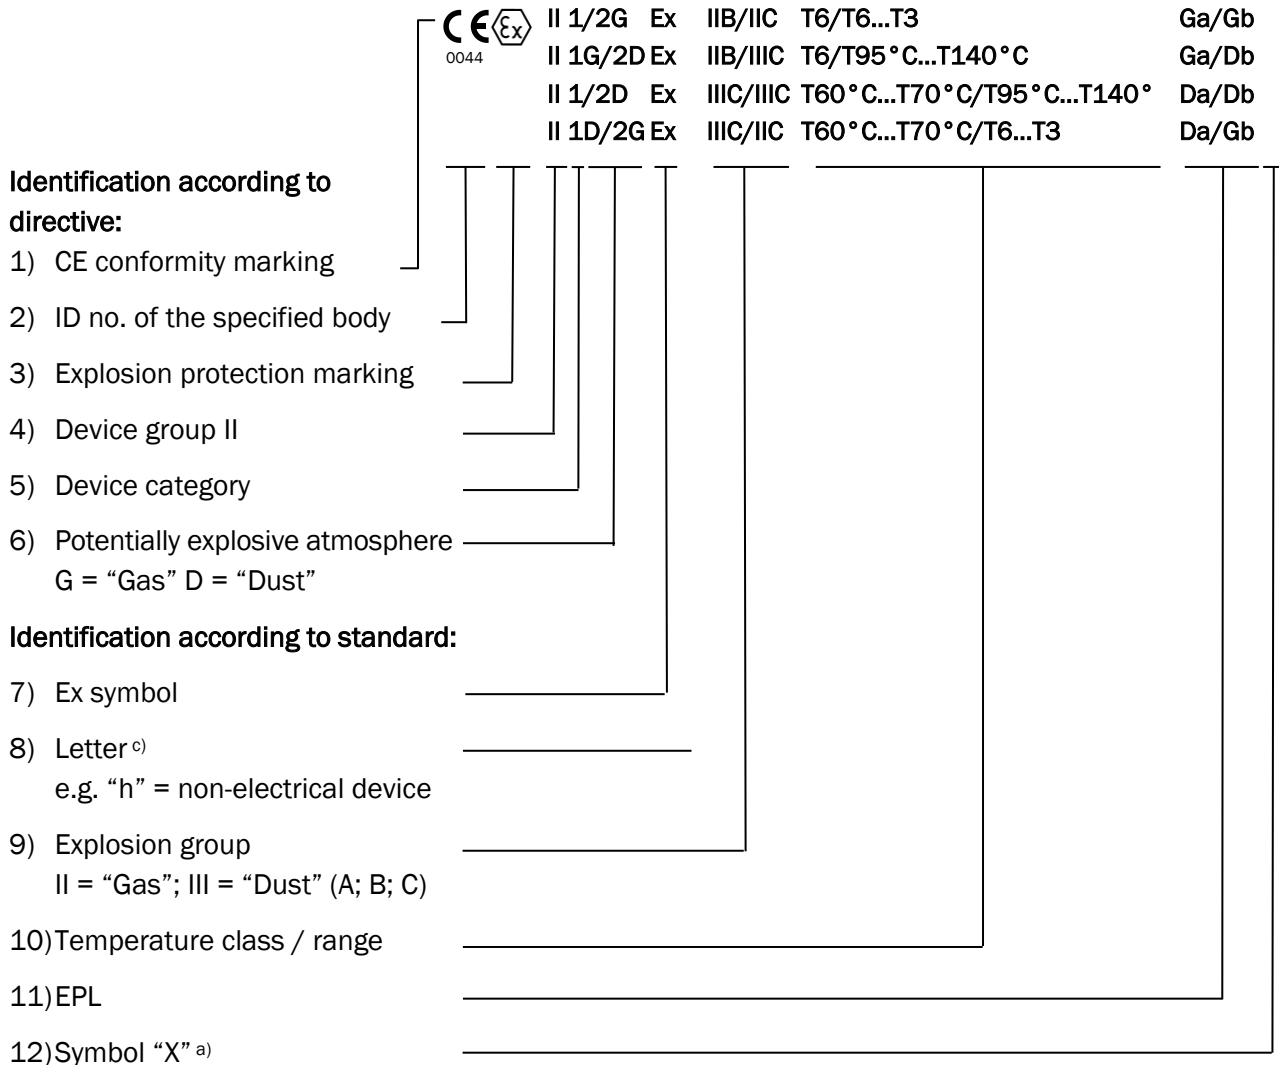 CE Ex II 1/2G Ex IIB/IIC T6/T6...T3 Ga/Gb
0044 II 1G/2D Ex IIB/IIIC T6/T95°C...T140°C Ga/Db
II 1/2D Ex IIIC/IIIC T60°C...T70°C/T95°C...T140° Da/Db
II 1D/2G Ex IIIC/IIC T60°C...T70°C/T6...T3 Da/Gb
Identification according to
directive:
1) CE conformity marking
2) ID no. of the specified body
3) Explosion protection marking
4) Device group II
5) Device category
6) Potentially explosive atmosphere
G = “Gas” D = “Dust”
Identification according to standard:
7) Ex symbol
8) Letter c)
e.g. “h” = non-electrical device
9) Explosion group
II = “Gas”; III = “Dust” (A; B; C)
10) Temperature class / range
11) EPL
12) Symbol “X” a)